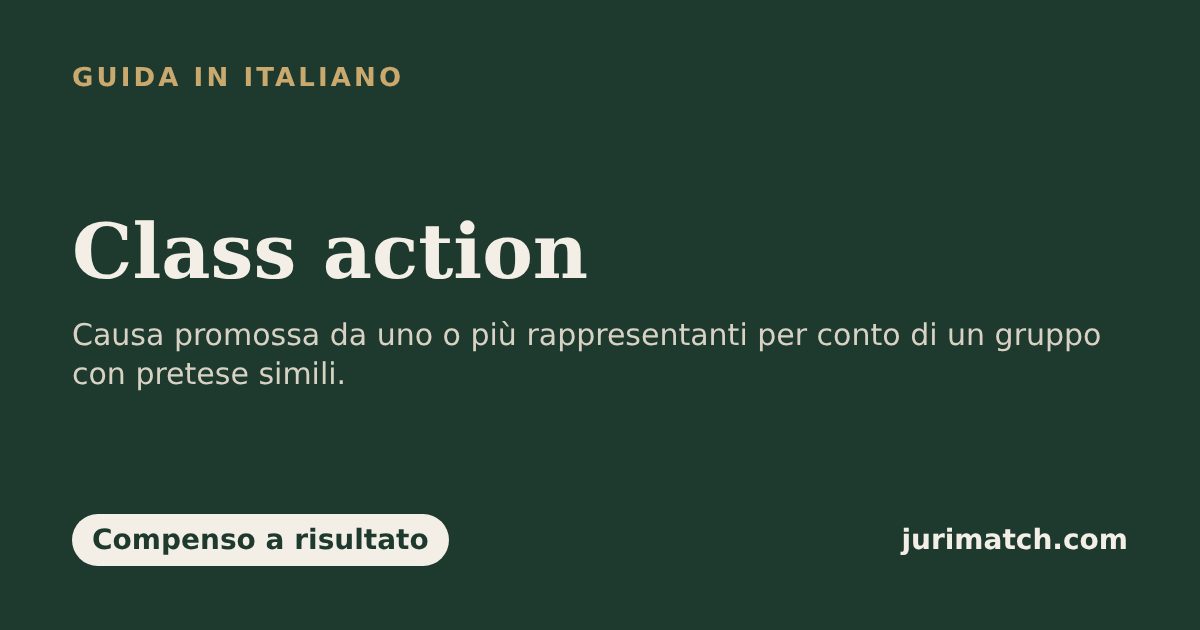 GUIDA IN ITALIANO
Class action
Causa promossa da uno o più rappresentanti per conto di un gruppo
con pretese simili.
Compenso a risultato
jurimatch.com